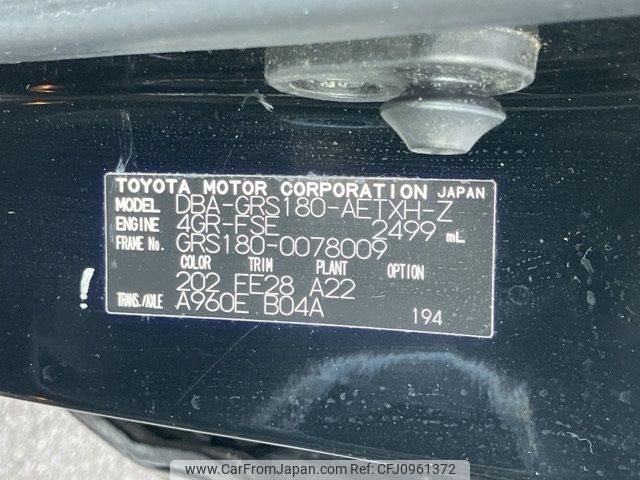 TOYOTA MOTOR CORPORATION JAPAN
MODEL DBA-GRS180-AETXH-Z
ENGINE 4GR-FSE 2499 mL
FRAME No. GRS180-0078009
COLOR TRIM PLANT OPTION
202 FE28 A22
TRANS./AXLE A960E B04A
194
www.CarFromJapan.com Ref:CFJ0961372